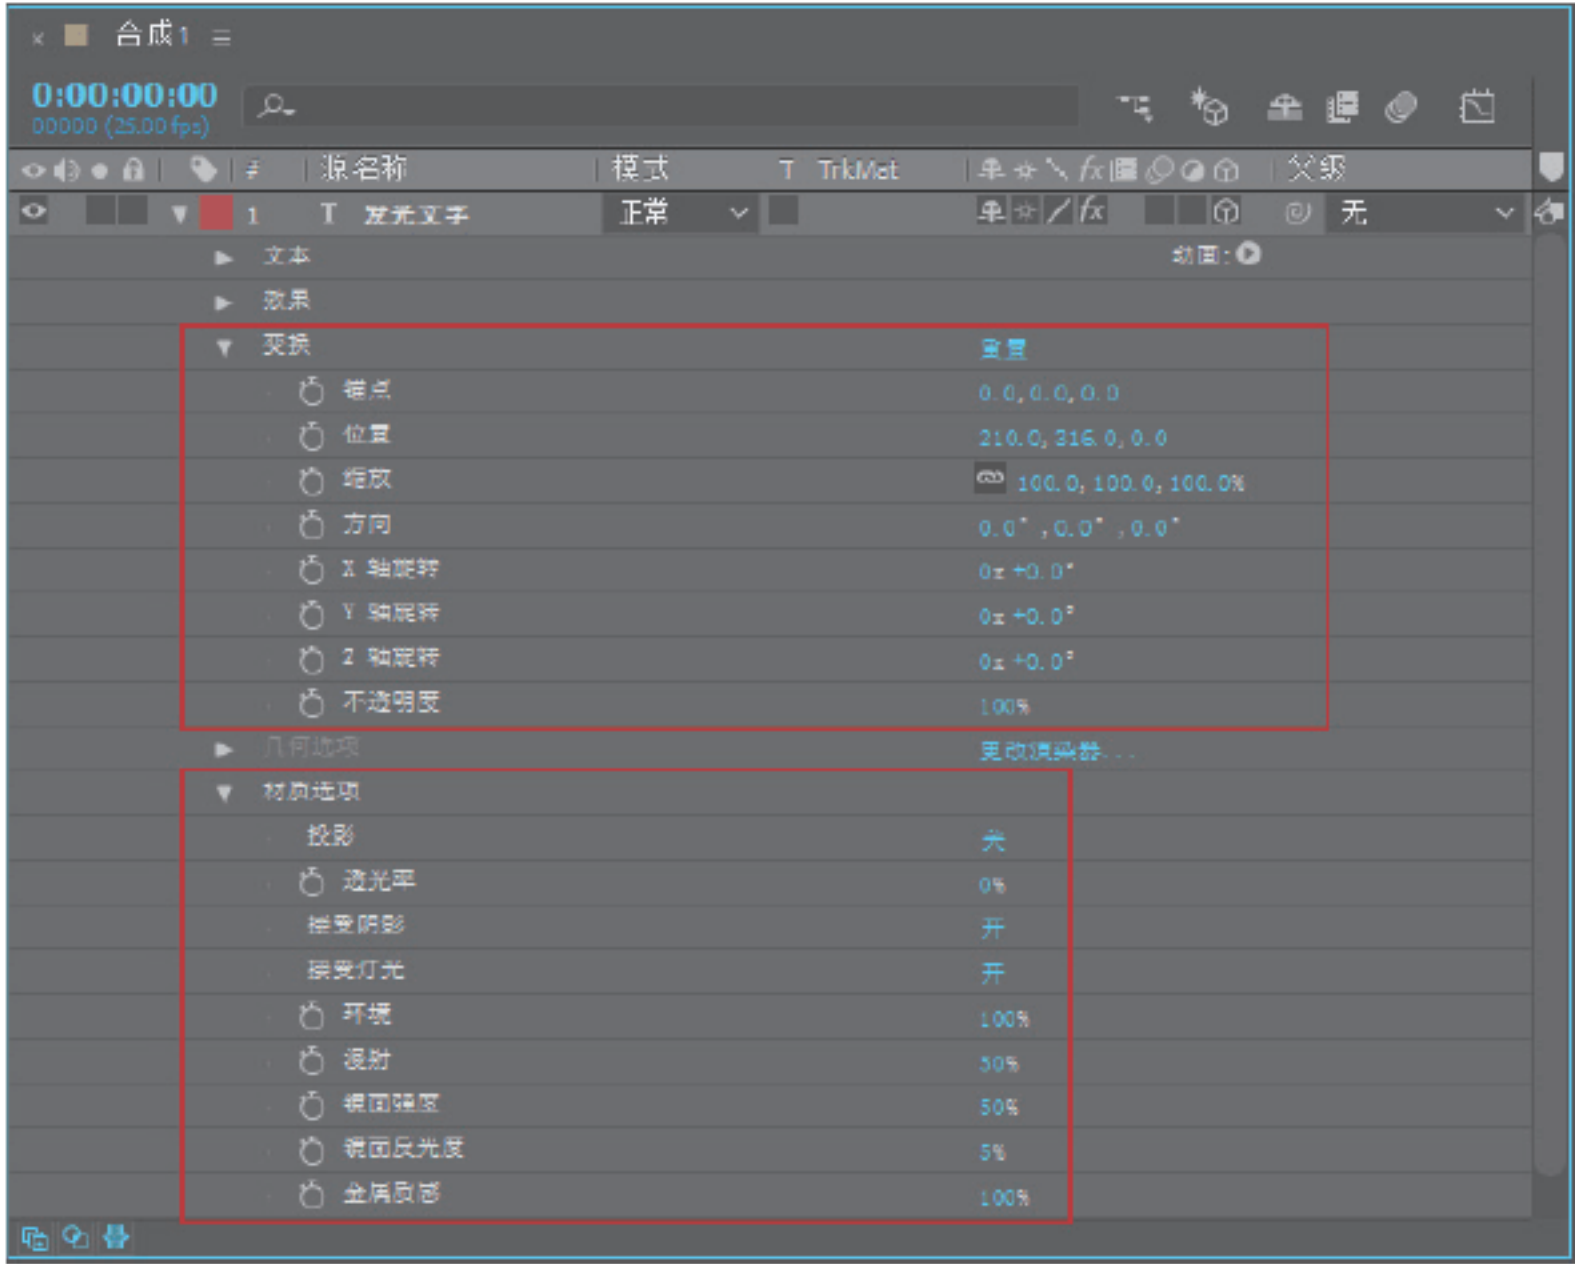 合成1
0:00:00:00
00000 (25.00 fps)
# 源名称 模式 T TrkMat fx 父级
1 T 发光文字 正常 fx 无
文本 动画:
效果
变换 重置
锚点 0.0,0.0,0.0
位置 210.0,316.0,0.0
缩放 100.0,100.0,100.0%
方向 0.0°,0.0°,0.0°
X 轴旋转 0x+0.0°
Y 轴旋转 0x+0.0°
Z 轴旋转 0x+0.0°
不透明度 100%
几何选项 更改渲染器...
材质选项
投影 关
透光率 0%
接受阴影 开
接受灯光 开
环境 100%
漫射 50%
镜面强度 50%
镜面反光度 5%
金属质感 100%